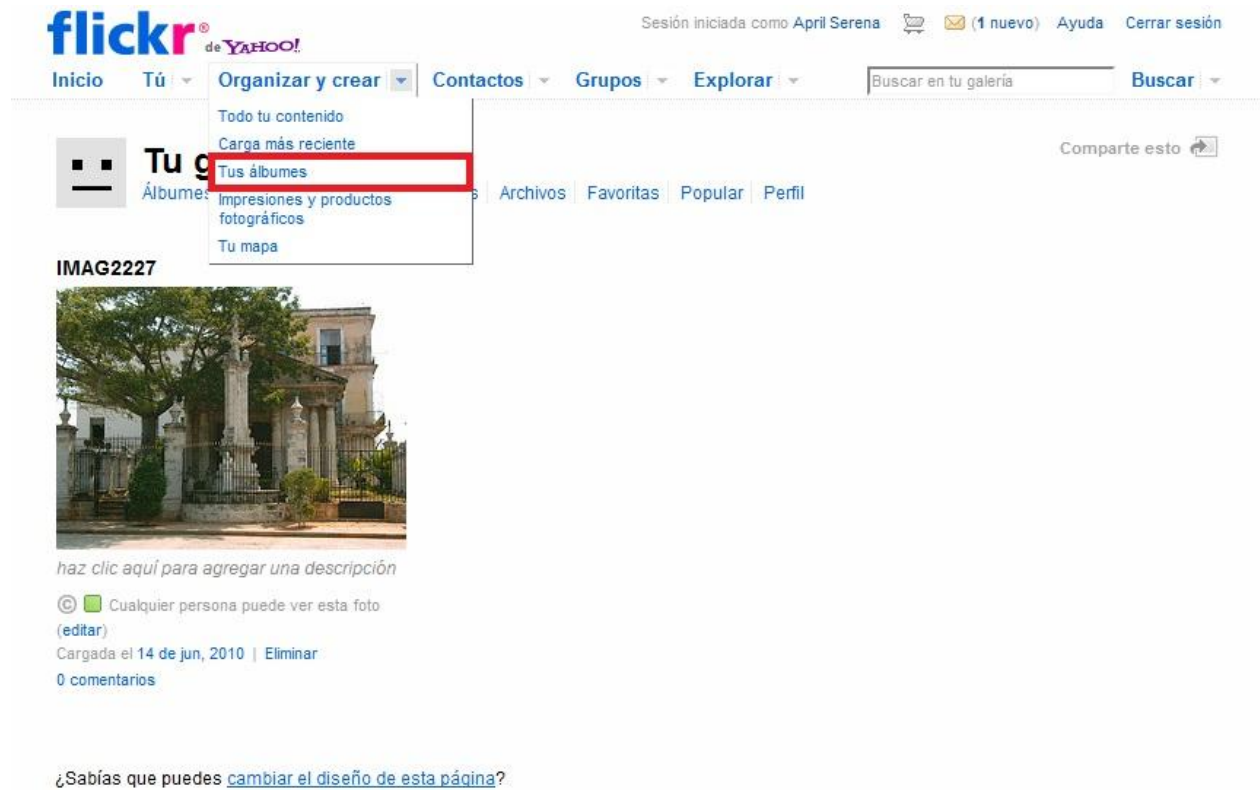 flickr® de YAHOO!
Sesión iniciada como April Serena (1 nuevo) Ayuda Cerrar sesión
Inicio Tú Organizar y crear Contactos Grupos Explorar Buscar en tu galería Buscar
Todo tu contenido
Carga más reciente
Tus álbumes
Impresiones y productos
fotográficos
Tu mapa
Comparte esto
Tu
Álbumes Archivos Favoritas Popular Perfil
IMAG2227
haz clic aquí para agregar una descripción
© Cualquier persona puede ver esta foto
(editar)
Cargada el 14 de jun, 2010 | Eliminar
0 comentarios
¿Sabías que puedes cambiar el diseño de esta página?